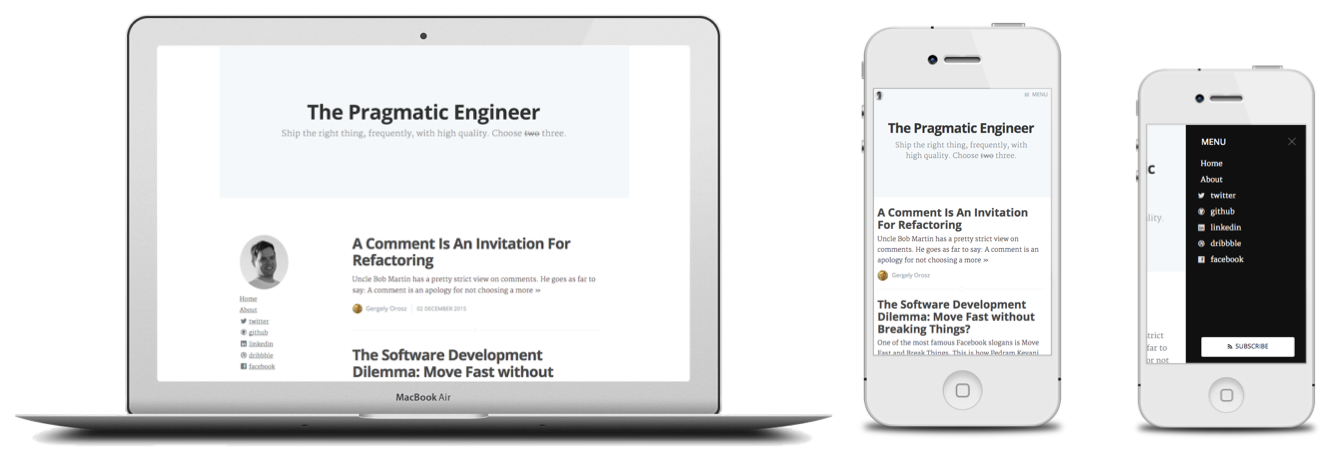 The Pragmatic Engineer
Ship the right thing, frequently, with high quality. Choose two three.
Home
About
twitter
github
linkedin
dribbble
facebook
A Comment Is An Invitation For
Refactoring
Uncle Bob Martin has a pretty strict view on comments. He goes as far to
say: A comment is an apology for not choosing a more »
Gergely Orosz | 02 DECEMBER 2015
The Software Development
Dilemma: Move Fast without
MacBook Air
MENU
The Pragmatic Engineer
Ship the right thing, frequently, with
high quality. Choose two three.
A Comment Is An Invitation
For Refactoring
Uncle Bob Martin has a pretty strict view on
comments. He goes as far to say: A comment is an
apology for not choosing a more »
Gergely Orosz
The Software Development
Dilemma: Move Fast without
Breaking Things?
One of the most famous Facebook slogans is Move
Fast and Break Things. This is how Pedram Keyani
c
lity.
trict
far to
or not
MENU
Home
About
twitter
github
linkedin
dribbble
facebook
SUBSCRIBE